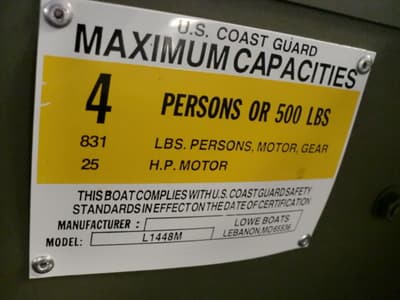 U.S. COAST GUARD
MAXIMUM CAPACITIES
4 PERSONS OR 500 LBS
831 LBS. PERSONS, MOTOR, GEAR
25 H.P. MOTOR
THIS BOAT COMPLIES WITH U.S. COAST GUARD SAFETY
STANDARDS IN EFFECT ON THE DATE OF CERTIFICATION
MANUFACTURER : LOWE BOATS
LEBANON, MO 65536
MODEL: L1448M